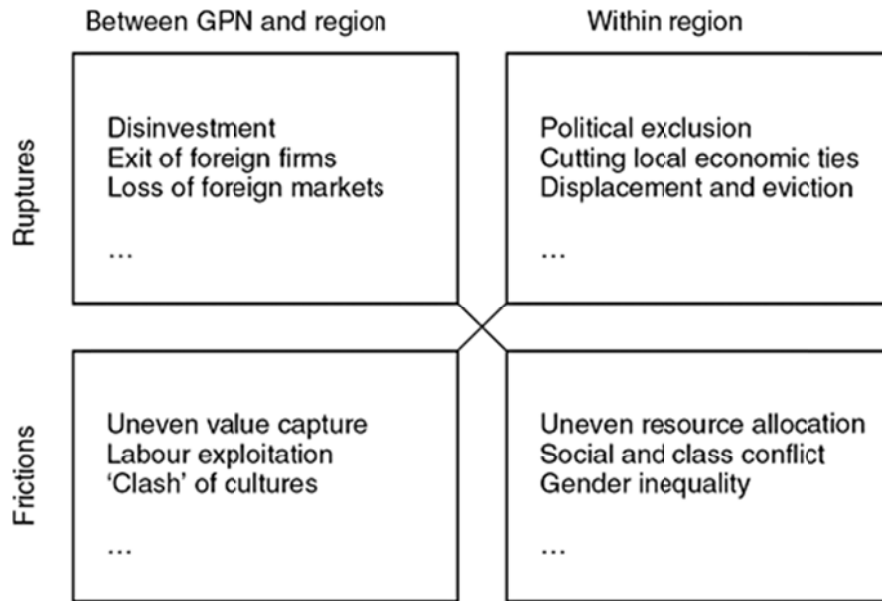 Between GPN and region
Within region
Ruptures
Disinvestment
Exit of foreign firms
Loss of foreign markets
...
Political exclusion
Cutting local economic ties
Displacement and eviction
...
Frictions
Uneven value capture
Labour exploitation
‘Clash’ of cultures
...
Uneven resource allocation
Social and class conflict
Gender inequality
...